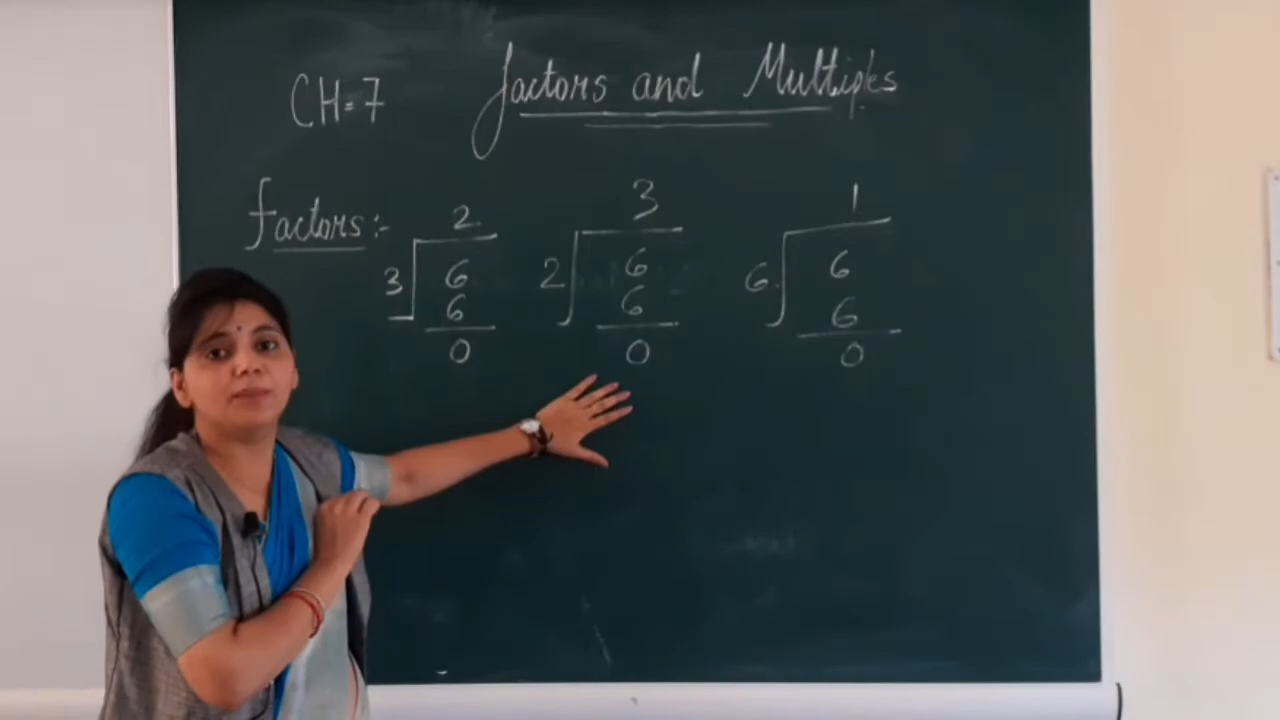 CH=7 factors and Multiples
factors:-
2 3 1
3 6 2 6 6 6
6 6 6
0 0 0